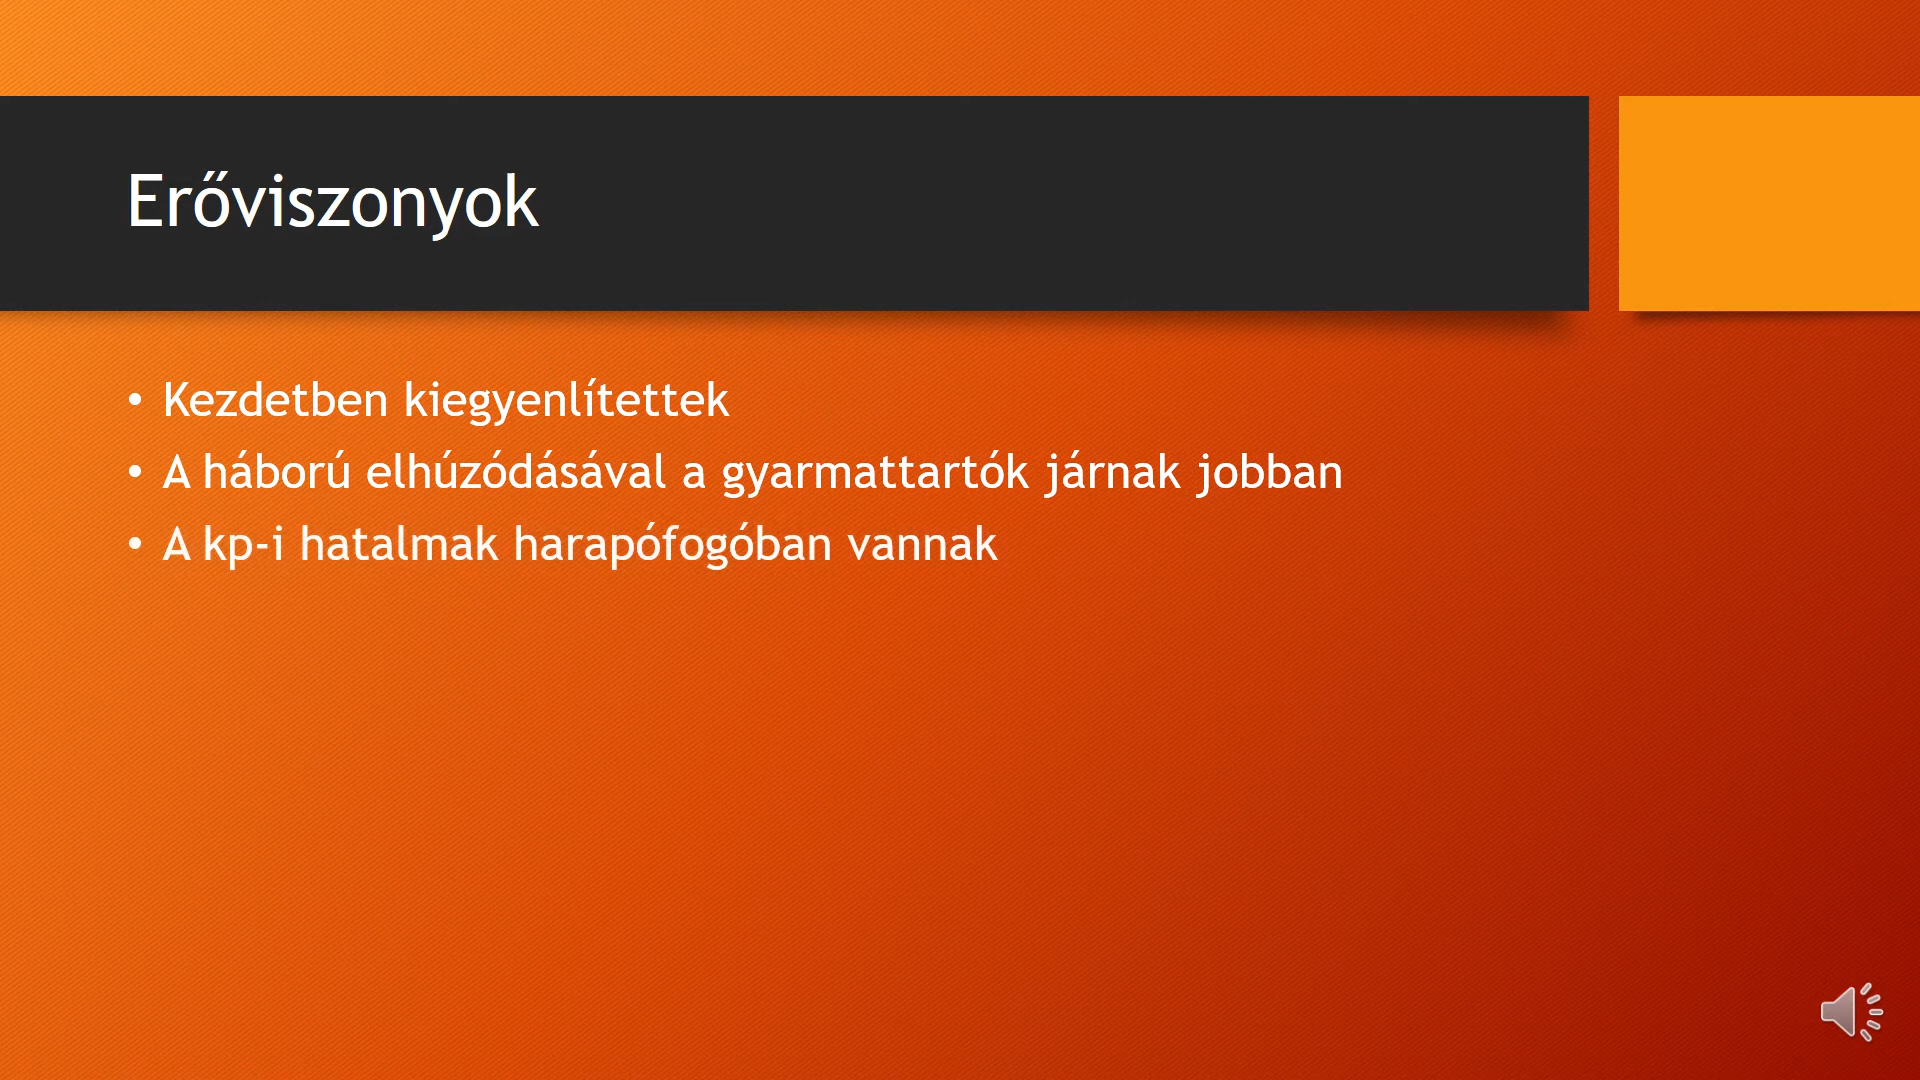 Erőviszonyok
• Kezdetben kiegyenlítettek
• A háború elhúzódásával a gyarmattartók járnak jobban
• A kp-i hatalmak harapófogóban vannak